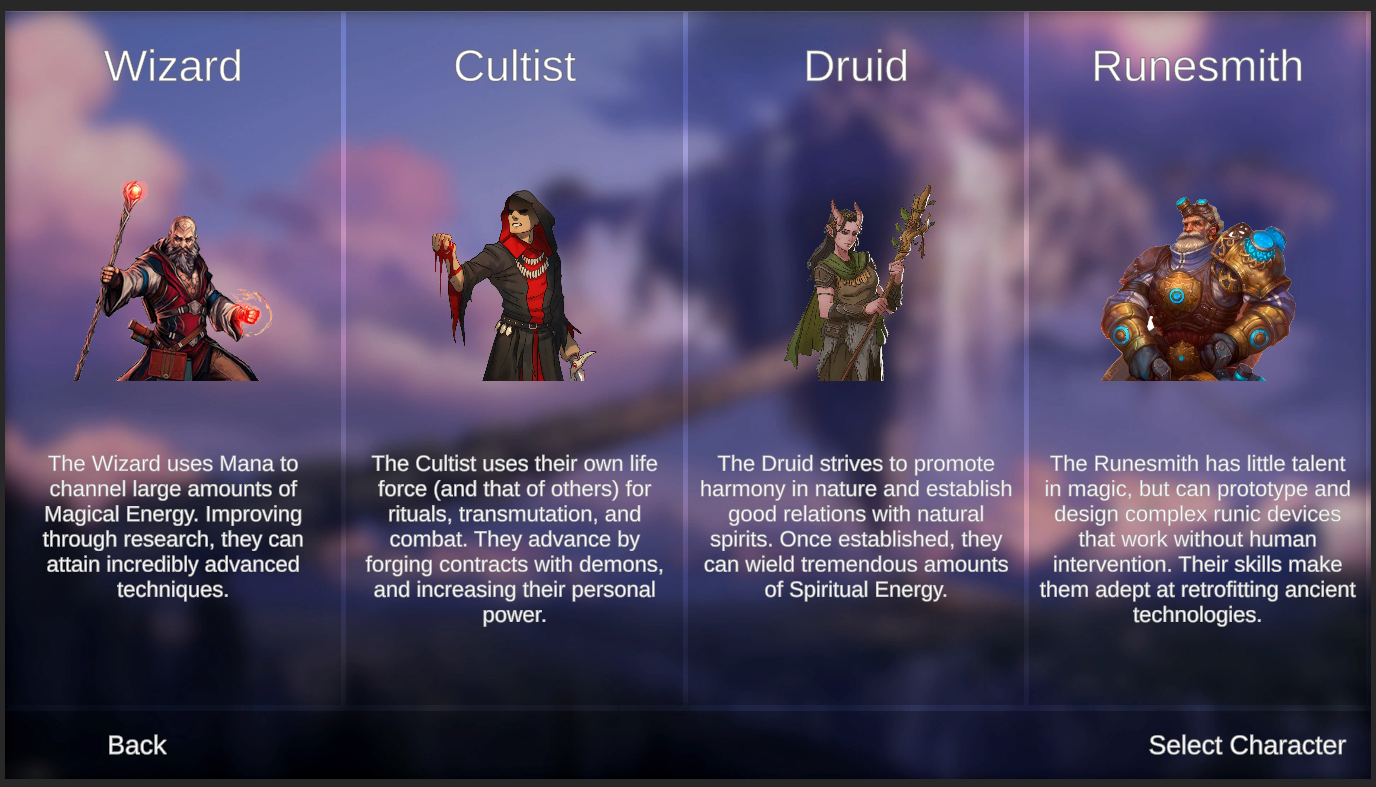 Wizard
Cultist
Druid
Runesmith
The Wizard uses Mana to
channel large amounts of
Magical Energy. Improving
through research, they can
attain incredibly advanced
techniques.
The Cultist uses their own life
force (and that of others) for
rituals, transmutation, and
combat. They advance by
forging contracts with demons,
and increasing their personal
power.
The Druid strives to promote
harmony in nature and establish
good relations with natural
spirits. Once established, they
can wield tremendous amounts
of Spiritual Energy.
The Runesmith has little talent
in magic, but can prototype and
design complex runic devices
that work without human
intervention. Their skills make
them adept at retrofitting ancient
technologies.
Back
Select Character